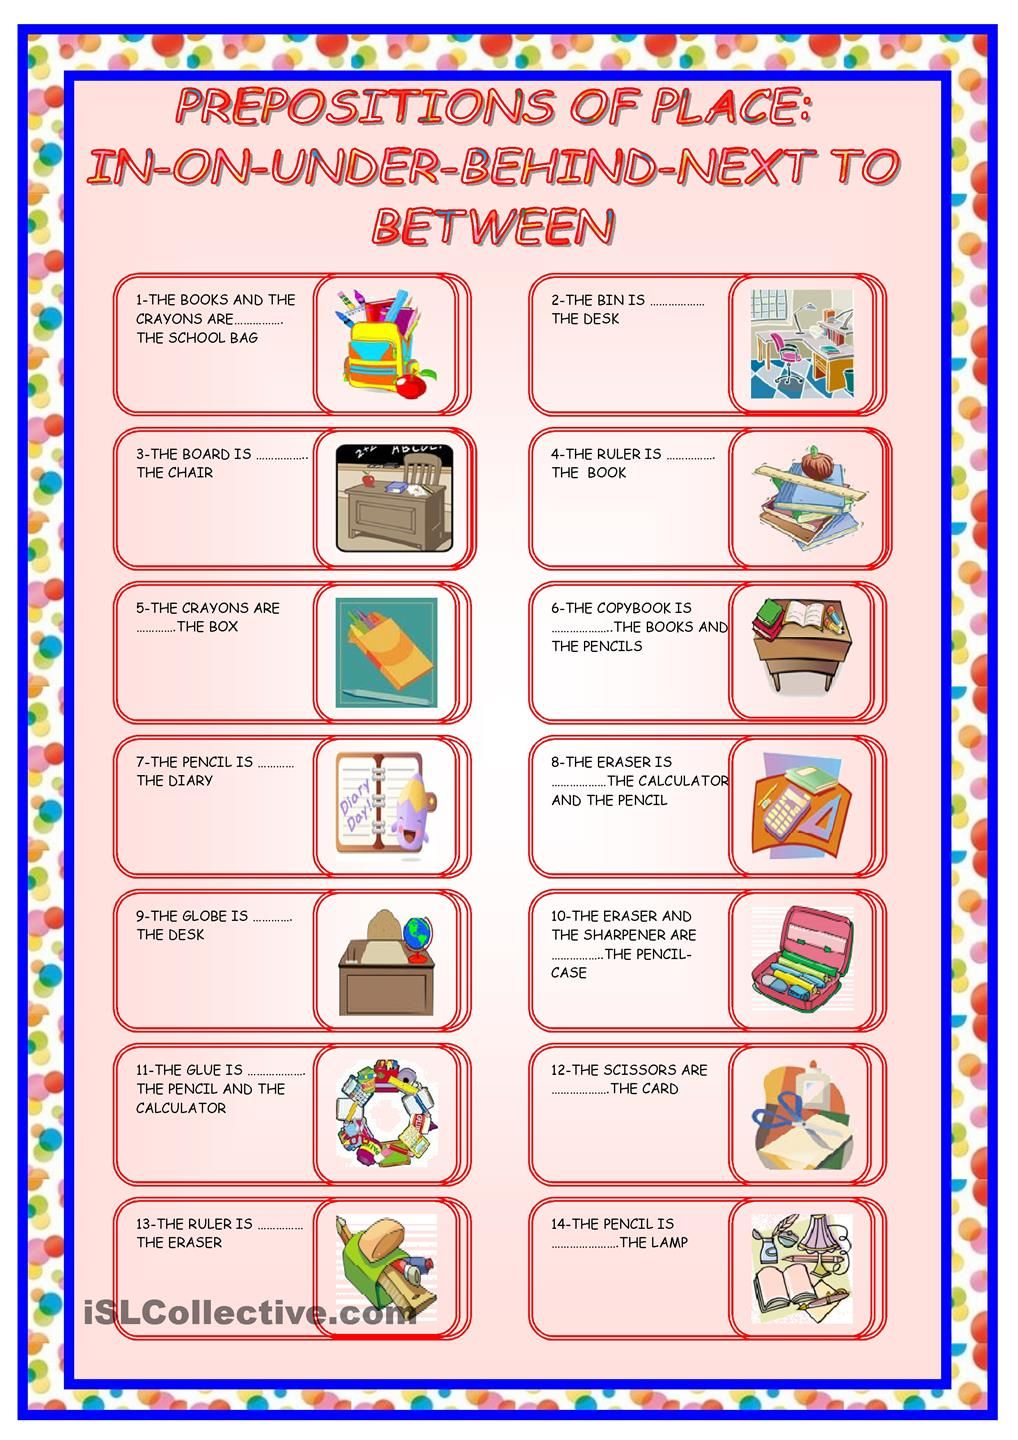 PREPOSITIONS OF PLACE:
IN-ON-UNDER-BEHIND-NEXT TO
BETWEEN
1-THE BOOKS AND THE
CRAYONS ARE…………….
THE SCHOOL BAG
2-THE BIN IS ………………
THE DESK
3-THE BOARD IS ……………..
THE CHAIR
2+2 ABCDE.
4-THE RULER IS …………….
THE BOOK
5-THE CRAYONS ARE
………….THE BOX
6-THE COPYBOOK IS
………………..THE BOOKS AND
THE PENCILS
7-THE PENCIL IS …………
THE DIARY
Diary
Day!
8-THE ERASER IS
………………THE CALCULATOR
AND THE PENCIL
9-THE GLOBE IS ………….
THE DESK
10-THE ERASER AND
THE SHARPENER ARE
……………..THE PENCIL-
CASE
11-THE GLUE IS ……………….
THE PENCIL AND THE
CALCULATOR
12-THE SCISSORS ARE
……………….THE CARD
13-THE RULER IS ……………
THE ERASER
14-THE PENCIL IS
………………….THE LAMP
iSLCollective.com